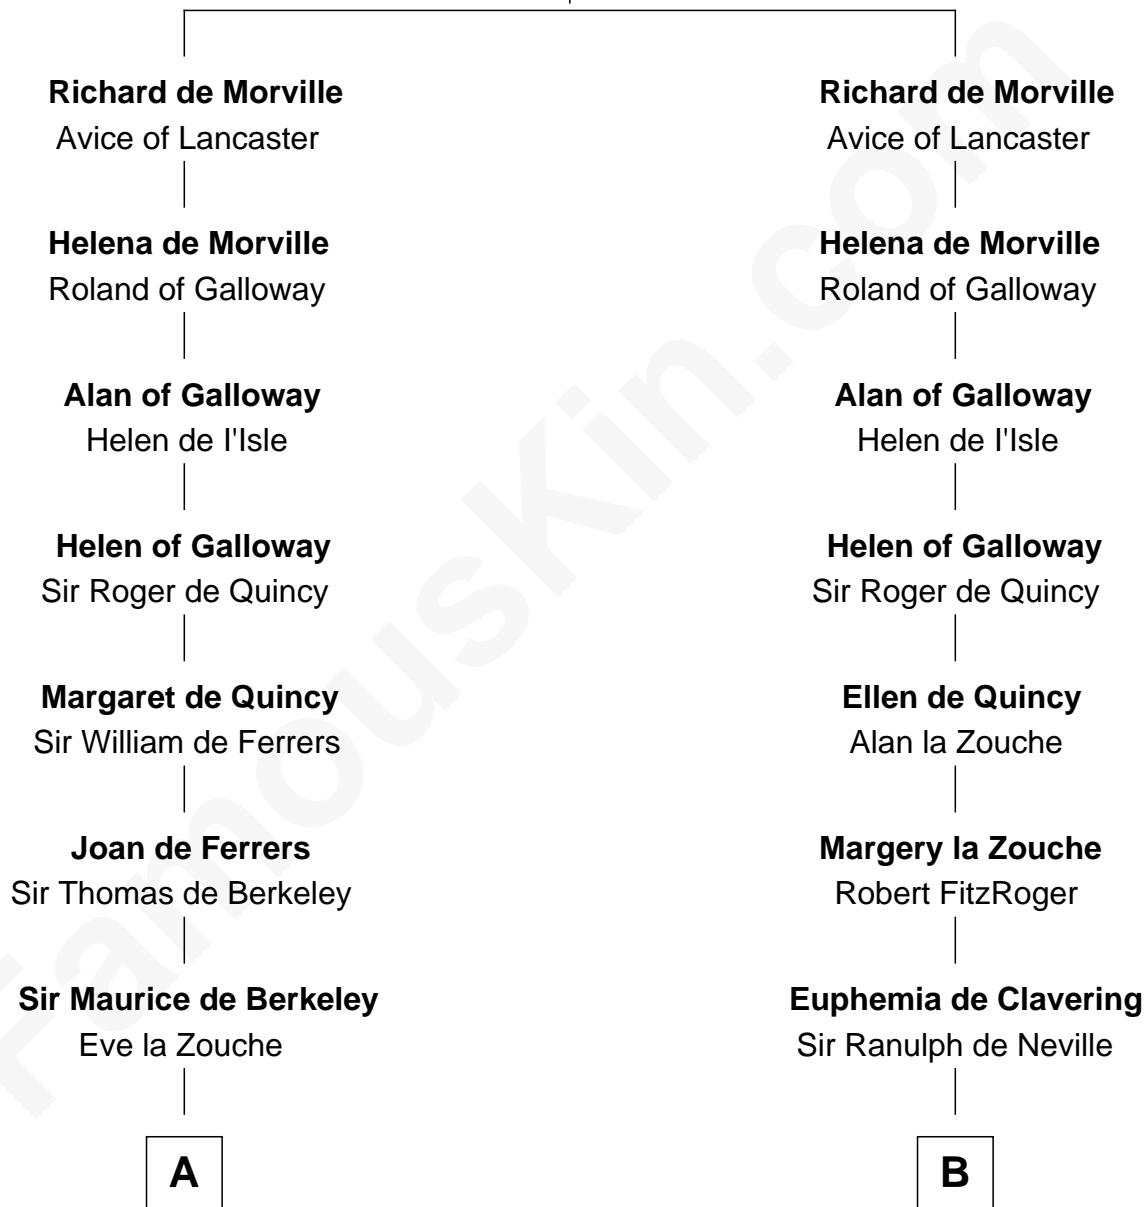 Richard de Morville
Avice of Lancaster
Helena de Morville
Roland of Galloway
Alan of Galloway
Helen de I'Isle
Helen of Galloway
Sir Roger de Quincy
Margaret de Quincy
Sir William de Ferrers
Joan de Ferrers
Sir Thomas de Berkeley
Sir Maurice de Berkeley
Eve la Zouche
A
Richard de Morville
Avice of Lancaster
Helena de Morville
Roland of Galloway
Alan of Galloway
Helen de I'Isle
Helen of Galloway
Sir Roger de Quincy
Ellen de Quincy
Alan la Zouche
Margery la Zouche
Robert FitzRoger
Euphemia de Clavering
Sir Ranulph de Neville
B
FamousKin.com